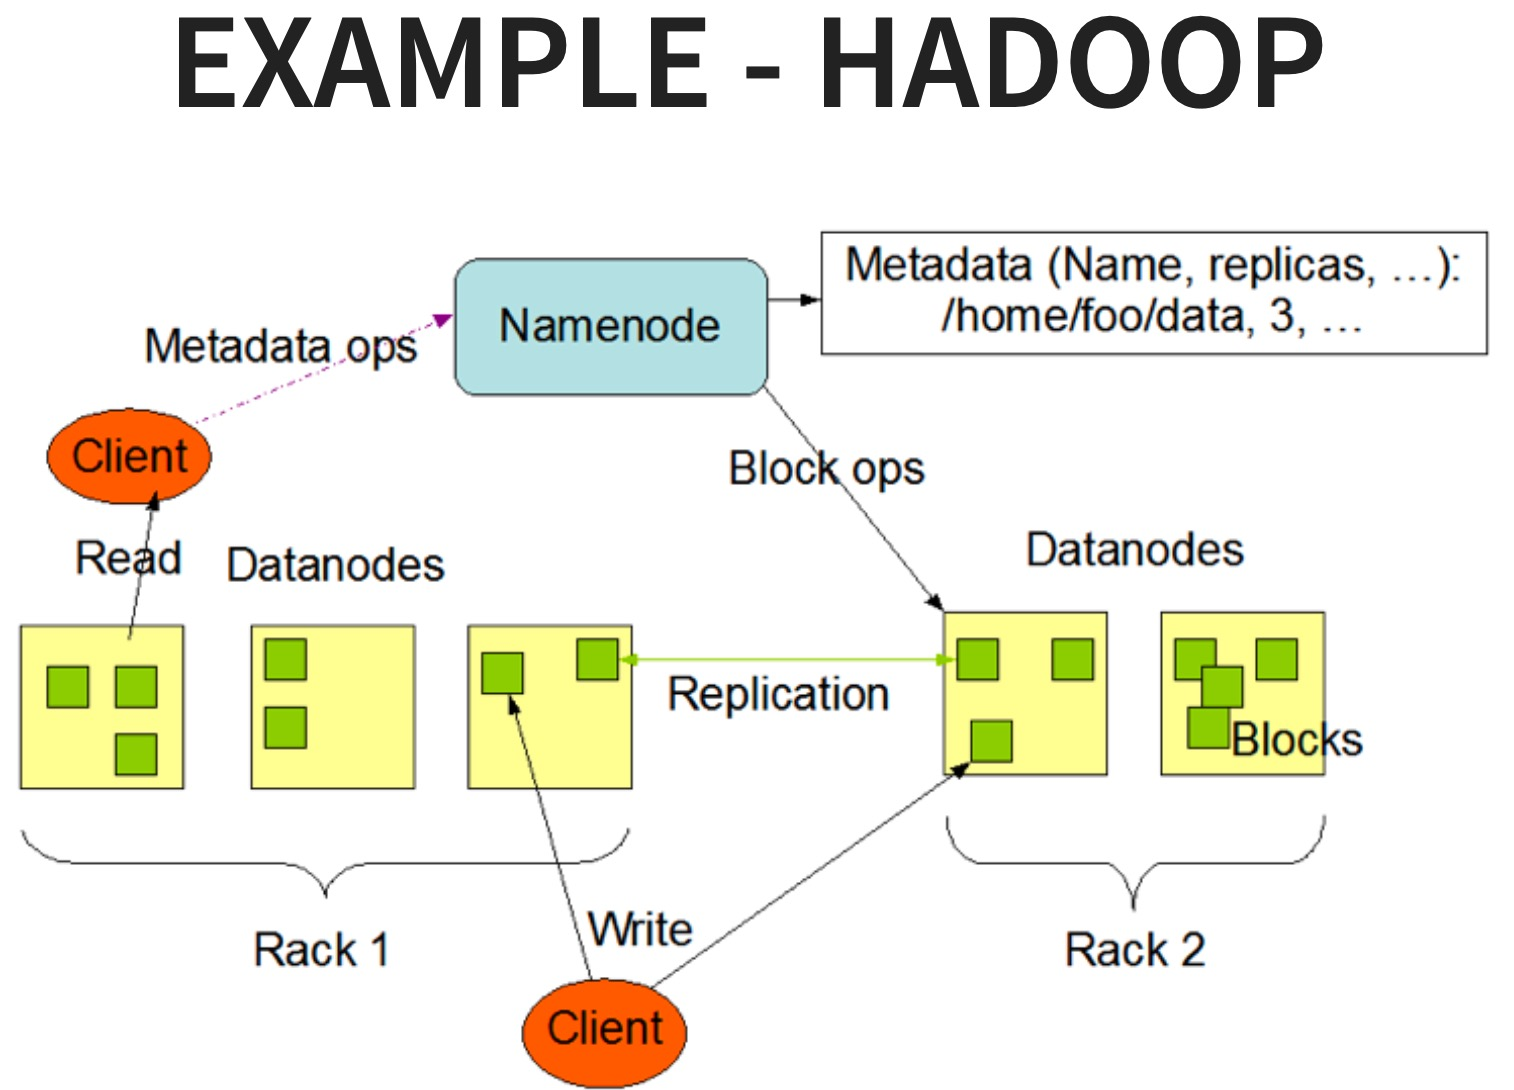 EXAMPLE - HADOOP
Metadata (Name, replicas, …):
/home/foo/data, 3, …
Namenode
Metadata ops
Client
Block ops
Read
Datanodes
Datanodes
Replication
Blocks
Rack 1
Write
Rack 2
Client